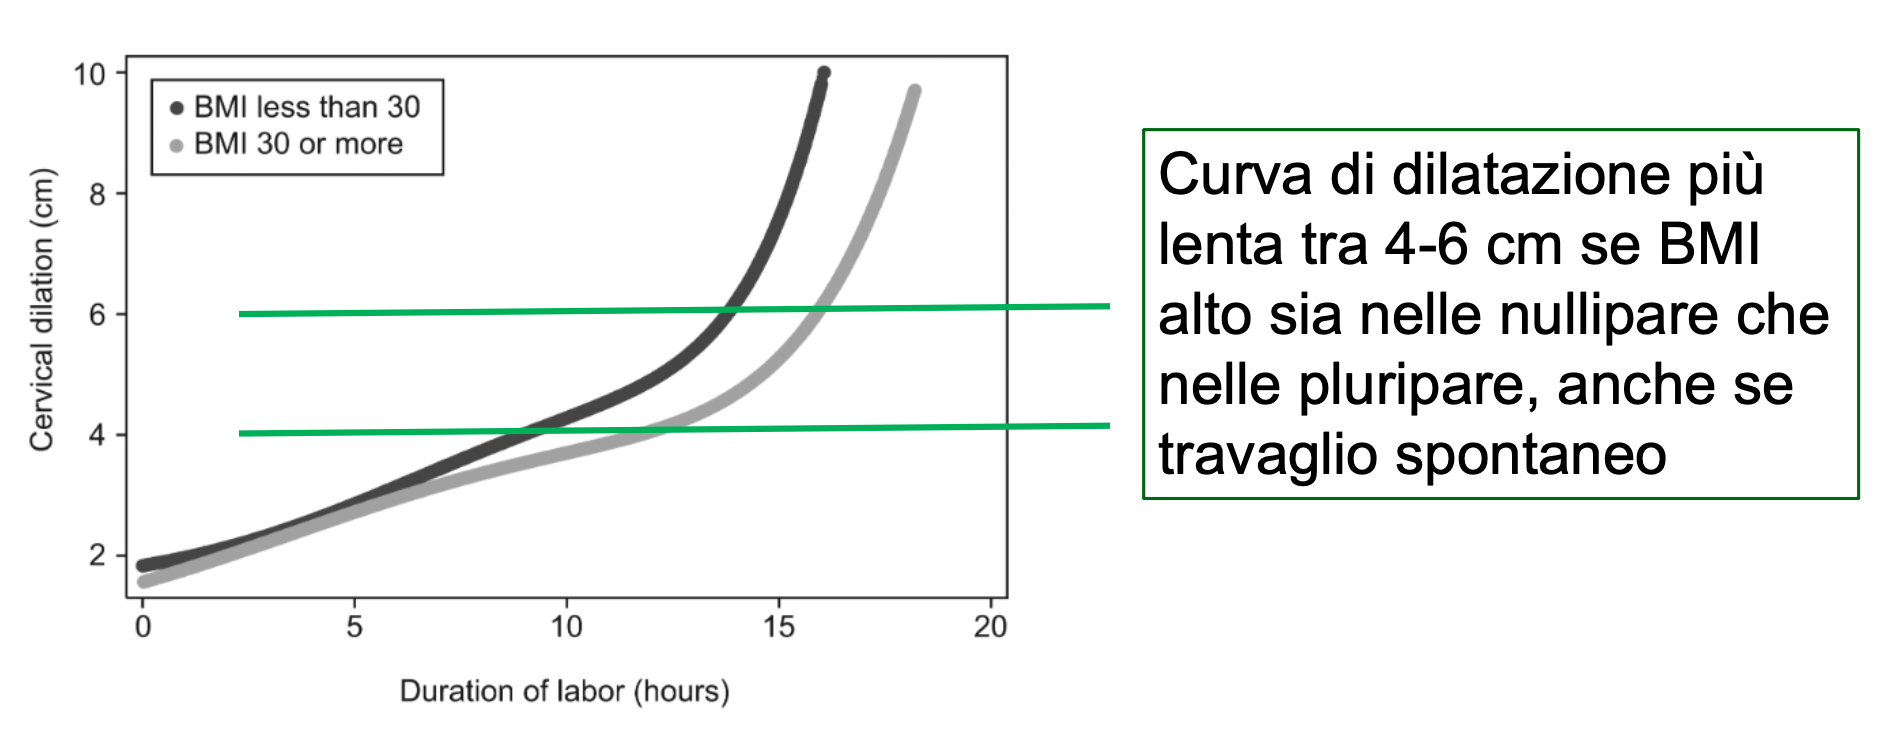 10
8
6
4
2
Cervical dilation (cm)
BMI less than 30
BMI 30 or more
0 5 10 15 20
Duration of labor (hours)
Curva di dilatazione più
lenta tra 4-6 cm se BMI
alto sia nelle nullipare che
nelle pluripare, anche se
travaglio spontaneo